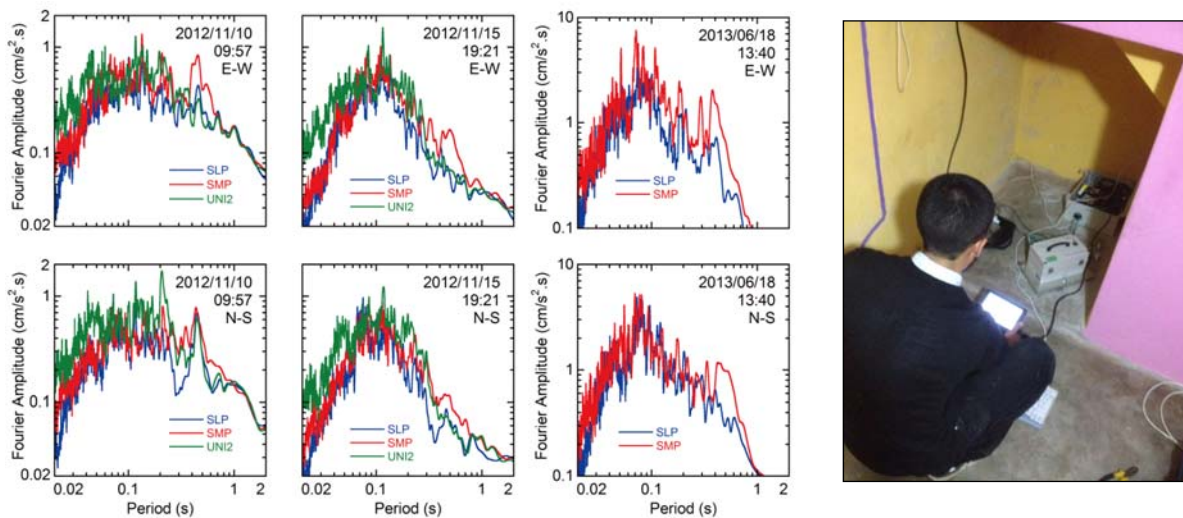 Fourier Amplitude (cm/s².s)
2
1
0.1
0.02
2012/11/10
09:57
E-W
SLP
SMP
UNI2
2012/11/15
19:21
E-W
SLP
SMP
UNI2
Fourier Amplitude (cm/s².s)
10
1
0.1
2013/06/18
13:40
E-W
SLP
SMP
Fourier Amplitude (cm/s².s)
2
1
0.1
0.02
2012/11/10
09:57
N-S
SLP
SMP
UNI2
0.02 0.1 1 2
Period (s)
2012/11/15
19:21
N-S
SLP
SMP
UNI2
0.02 0.1 1 2
Period (s)
Fourier Amplitude (cm/s².s)
10
1
0.1
2013/06/18
13:40
N-S
SLP
SMP
0.02 0.1 1 2
Period (s)